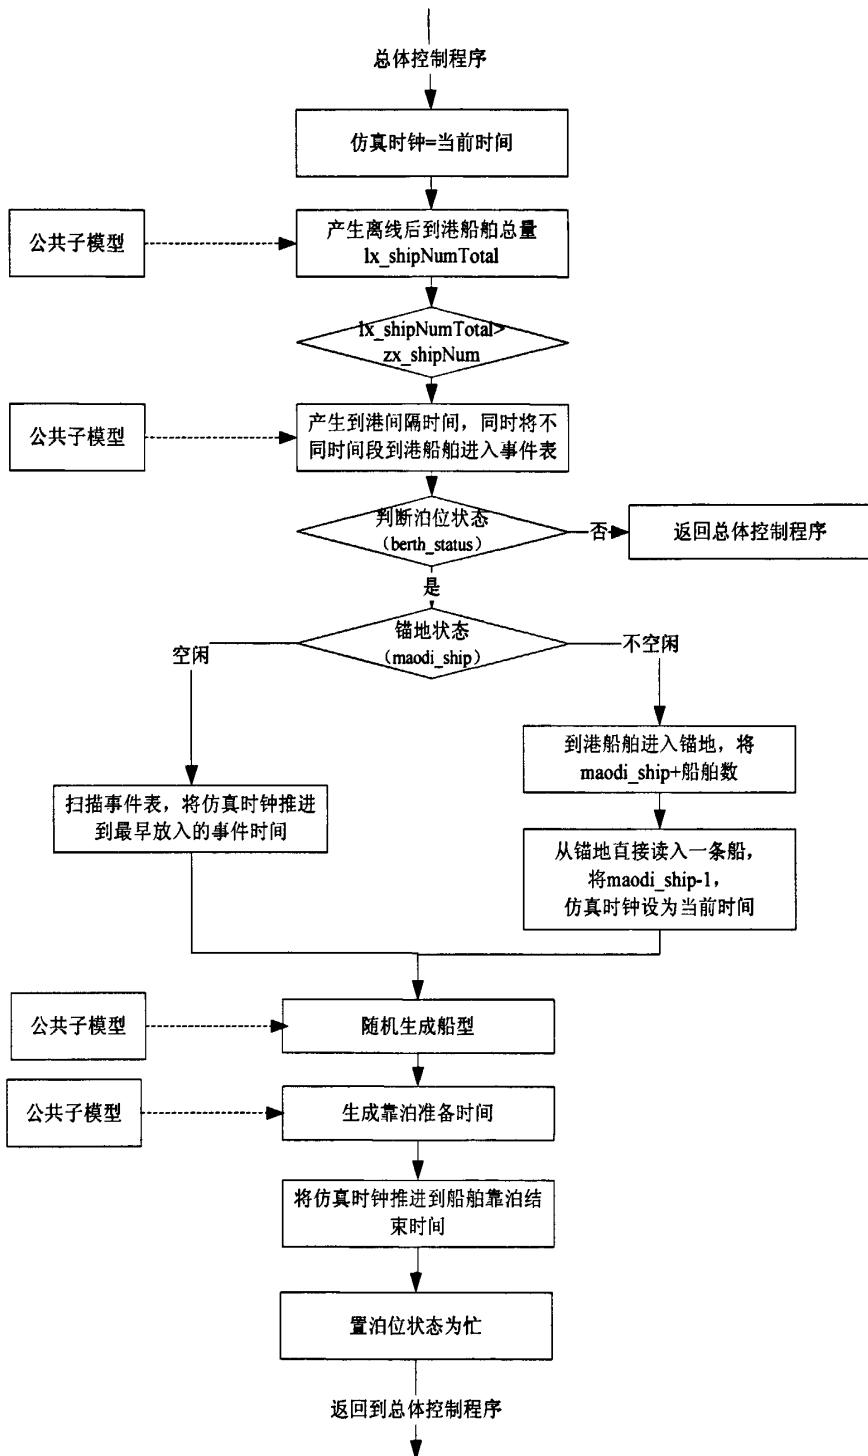 总体控制程序
仿真时钟=当前时间
公共子模型
产生离线后到港船舶总量
lx_shipNumTotal
lx_shipNumTotal>
zx_shipNum
公共子模型
产生到港间隔时间，同时将不
同时间段到港船舶进入事件表
判断泊位状态
（berth_status）
否
返回总体控制程序
是
锚地状态
（maodi_ship）
空闲
不空闲
到港船舶进入锚地，将
maodi_ship+船舶数
扫描事件表，将仿真时钟推进
到最早放入的事件时间
从锚地直接读入一条船，
将maodi_ship-1，
仿真时钟设为当前时间
公共子模型
随机生成船型
公共子模型
生成靠泊准备时间
将仿真时钟推进到船舶靠泊结
束时间
置泊位状态为忙
返回到总体控制程序